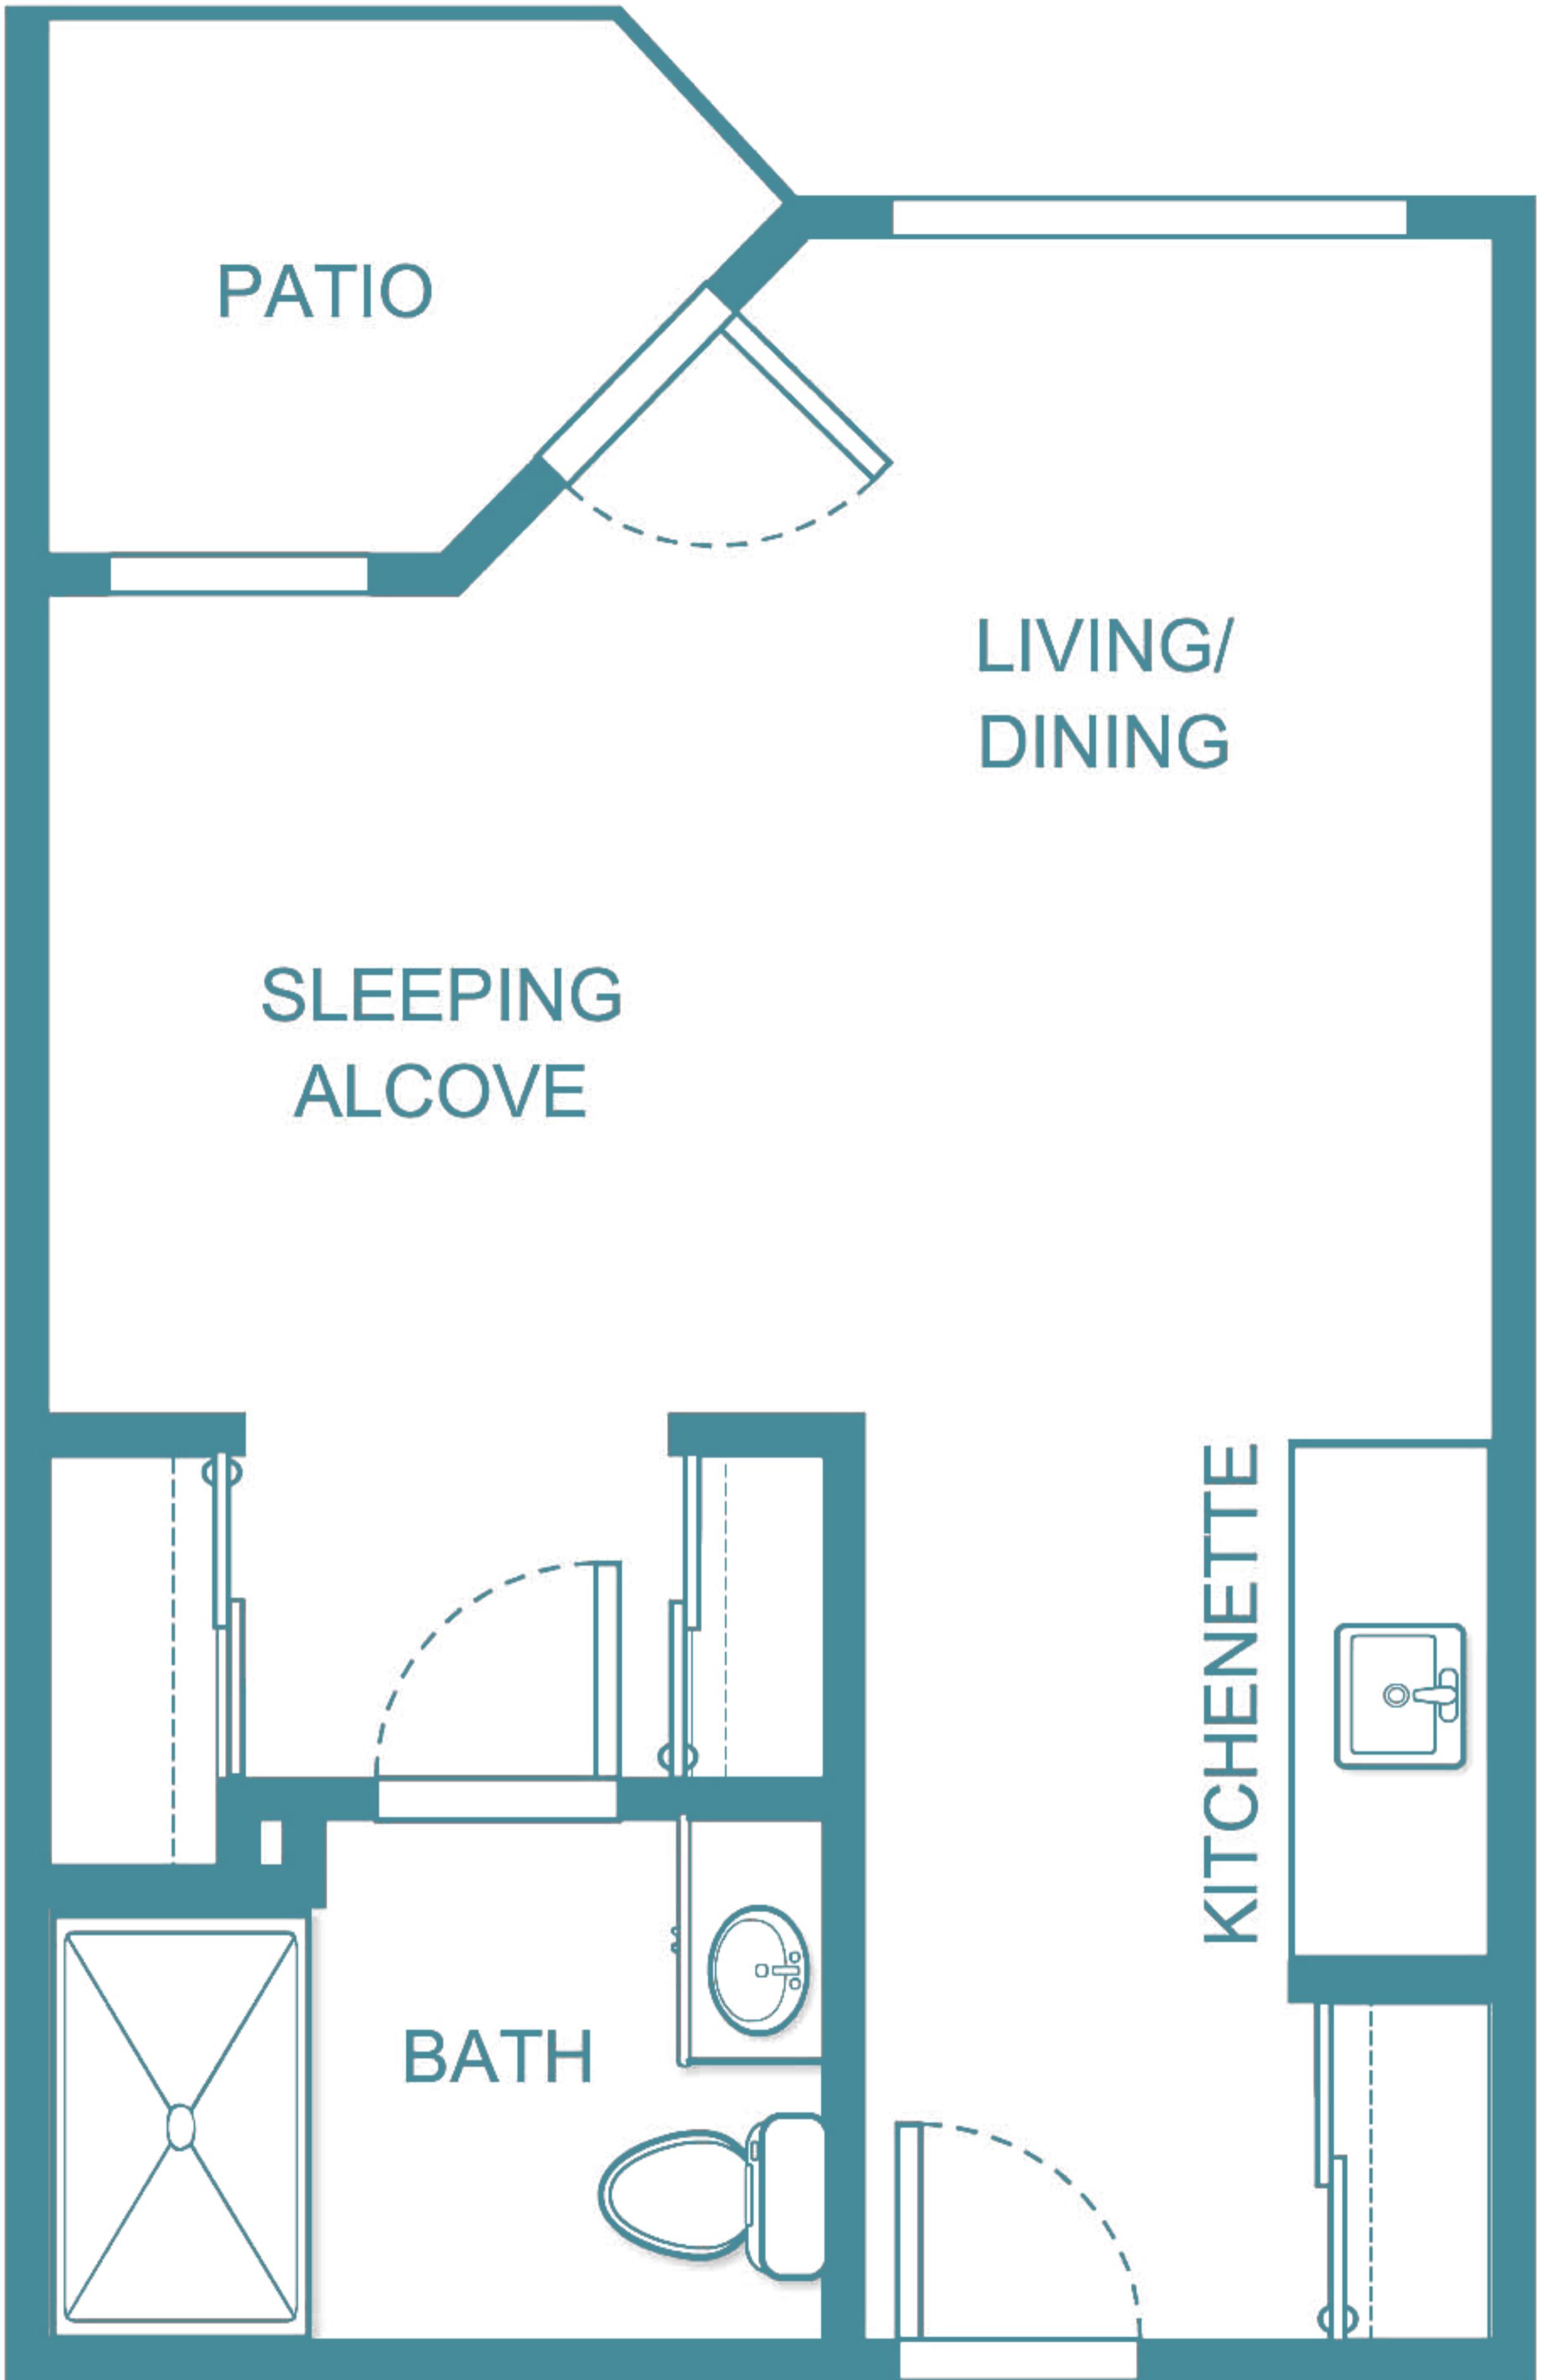 PATIO
LIVING/
DINING
SLEEPING
ALCOVE
KITCHENETTE
BATH